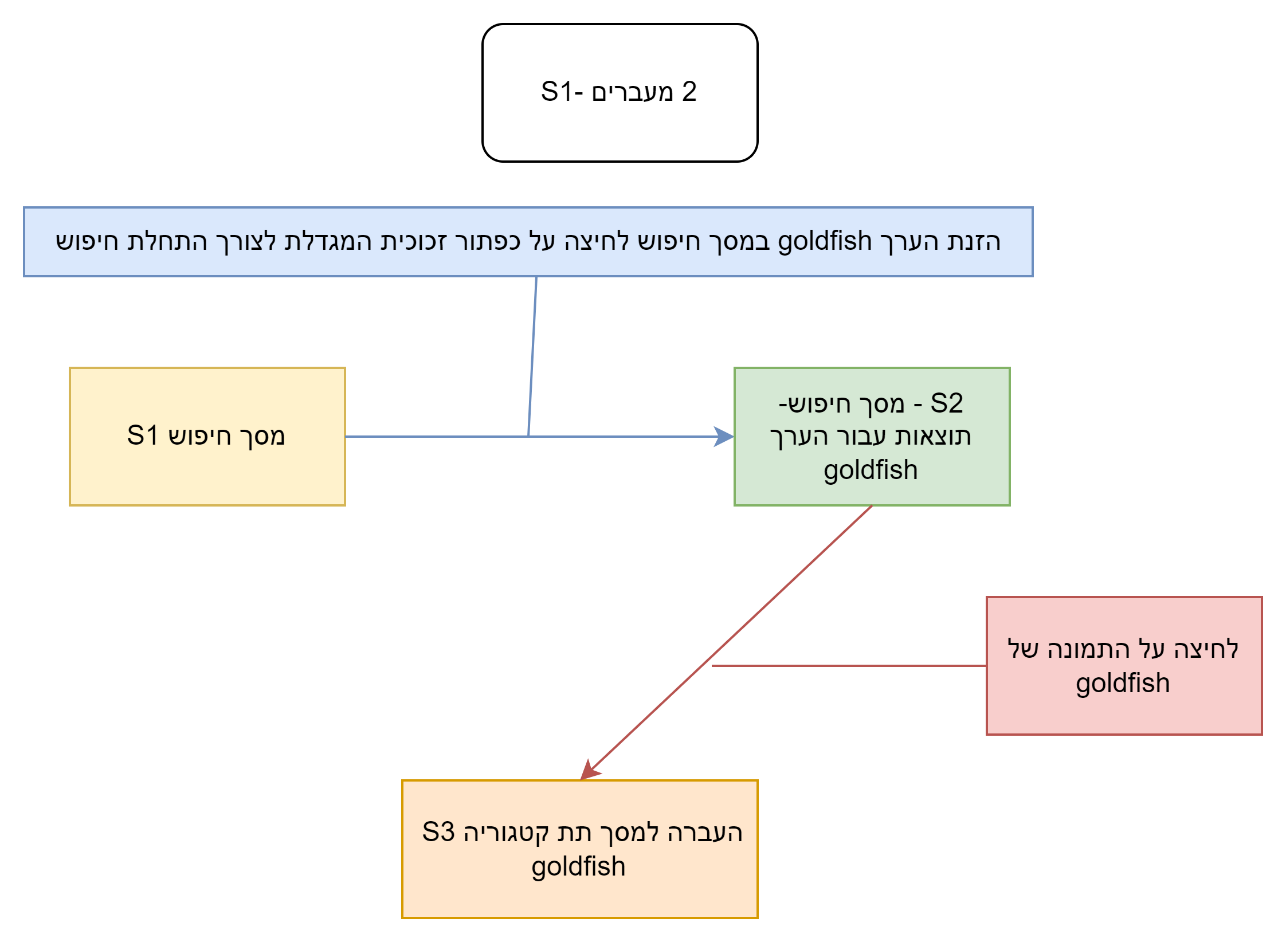 2 מעברים -S1
הזנת הערך goldfish במסך חיפוש לחיצה על כפתור זכוכית המגדלת לצורך התחלת חיפוש
מסך חיפוש S1
S2 - מסך חיפוש-
תוצאות עבור הערך
goldfish
לחיצה על התמונה של
goldfish
העברה למסך תת קטגוריה S3
goldfish